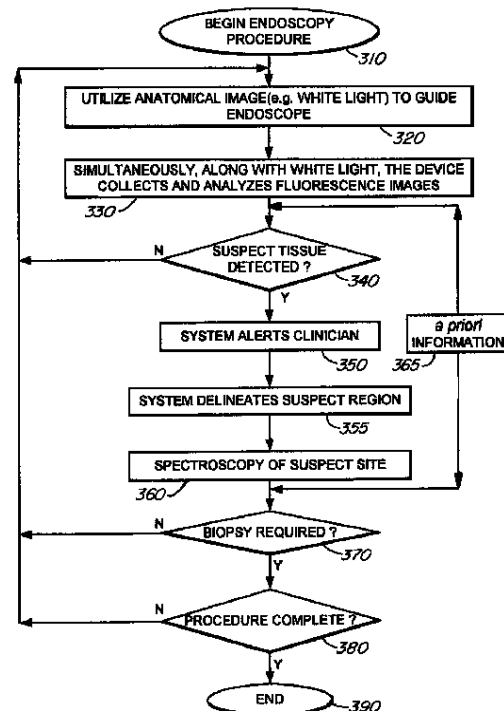 BEGIN ENDOSCOPY
PROCEDURE
310
UTILIZE ANATOMICAL IMAGE(e.g. WHITE LIGHT) TO GUIDE
ENDOSCOPE
320
SIMULTANEOUSLY, ALONG WITH WHITE LIGHT, THE DEVICE
COLLECTS AND ANALYZES FLUORESCENCE IMAGES
330
N
SUSPECT TISSUE
DETECTED ?
340
Y
SYSTEM ALERTS CLINICIAN
350
a priori
INFORMATION
365
SYSTEM DELINEATES SUSPECT REGION
355
SPECTROSCOPY OF SUSPECT SITE
360
N
BIOPSY REQUIRED ?
370
Y
N
PROCEDURE COMPLETE ?
380
Y
END
390